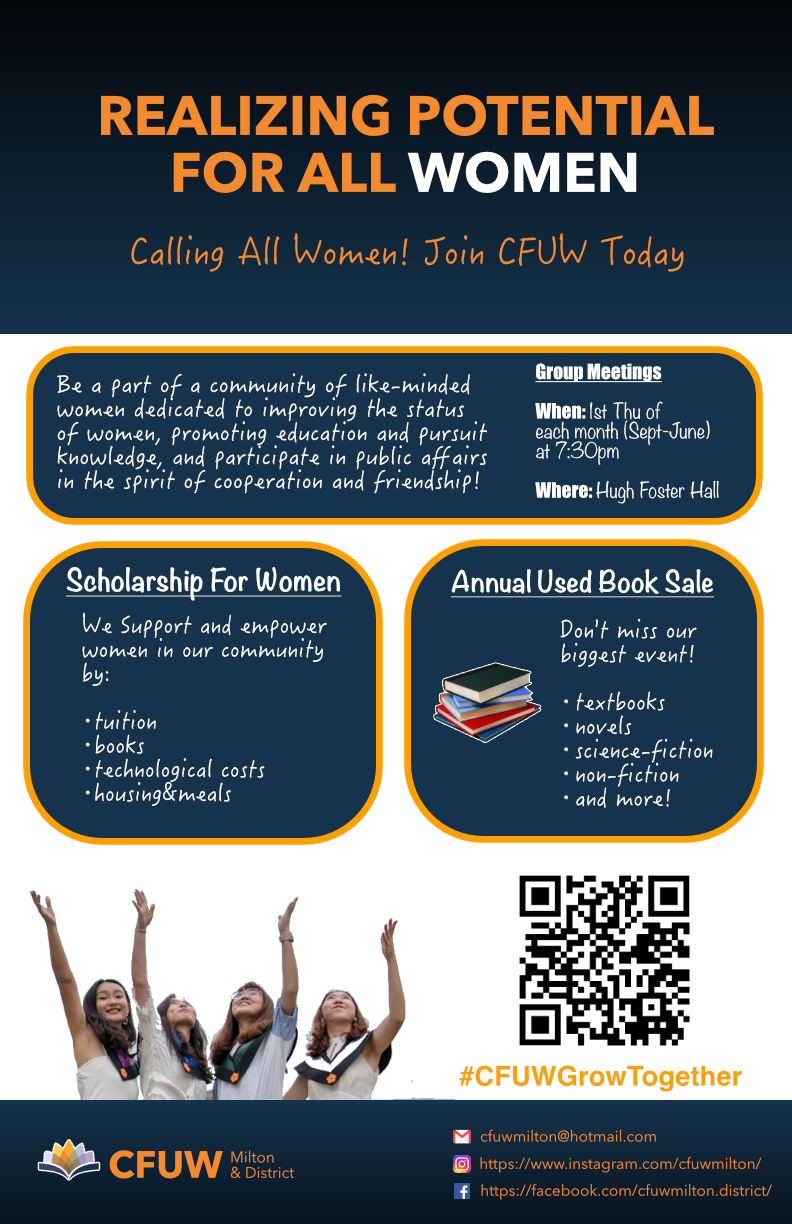 REALIZING POTENTIAL
FOR ALL WOMEN
Calling All Women! Join CFUW Today
Be a part of a community of like-minded
women dedicated to improving the status
of women, promoting education and pursuit
knowledge, and participate in public affairs
in the spirit of cooperation and friendship!
Group Meetings
When: 1st Thu of
each month (Sept-June)
at 7:30pm
Where: Hugh Foster Hall
Scholarship For Women
We Support and empower
women in our community
by:
• tuition
• books
• technological costs
• housing&meals
Annual Used Book Sale
Don't miss our
biggest event!
• textbooks
• novels
• science-fiction
• non-fiction
• and more!
#CFUWGrowTogether
CFUW Milton
& District
cfuwmilton@hotmail.com
https://www.instagram.com/cfuwmilton/
https://facebook.com/cfuwmilton.district/